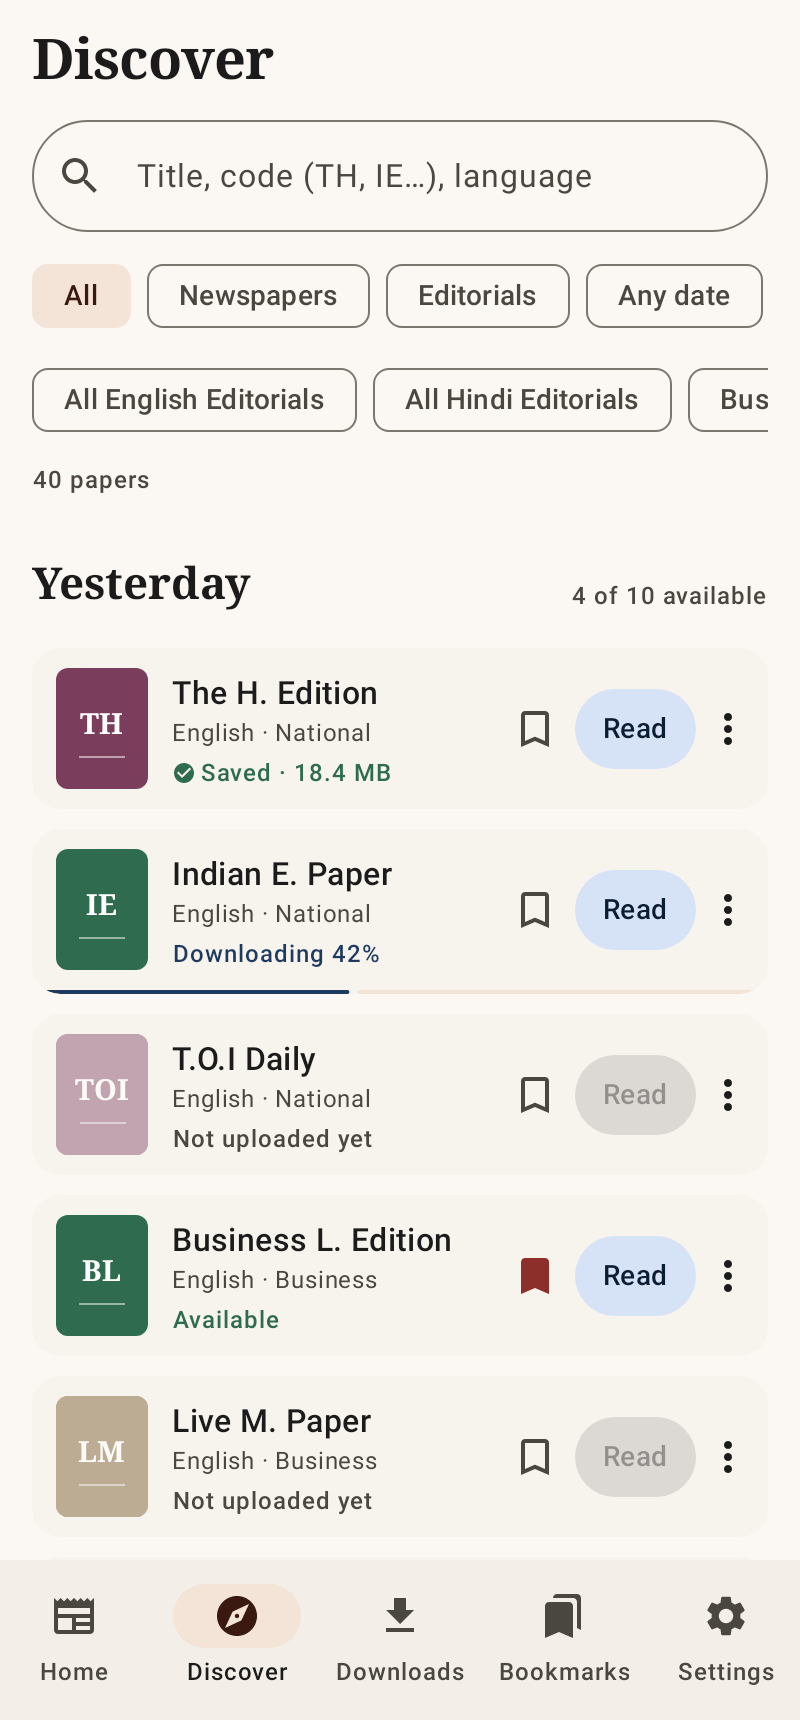 Discover
Title, code (TH, IE…), language
All
Newspapers
Editorials
Any date
All English Editorials
All Hindi Editorials
Bus
40 papers
Yesterday
4 of 10 available
TH
The H. Edition
English · National
Saved · 18.4 MB
Read
IE
Indian E. Paper
English · National
Downloading 42%
Read
TOI
T.O.I Daily
English · National
Not uploaded yet
Read
BL
Business L. Edition
English · Business
Available
Read
LM
Live M. Paper
English · Business
Not uploaded yet
Read
Home
Discover
Downloads
Bookmarks
Settings